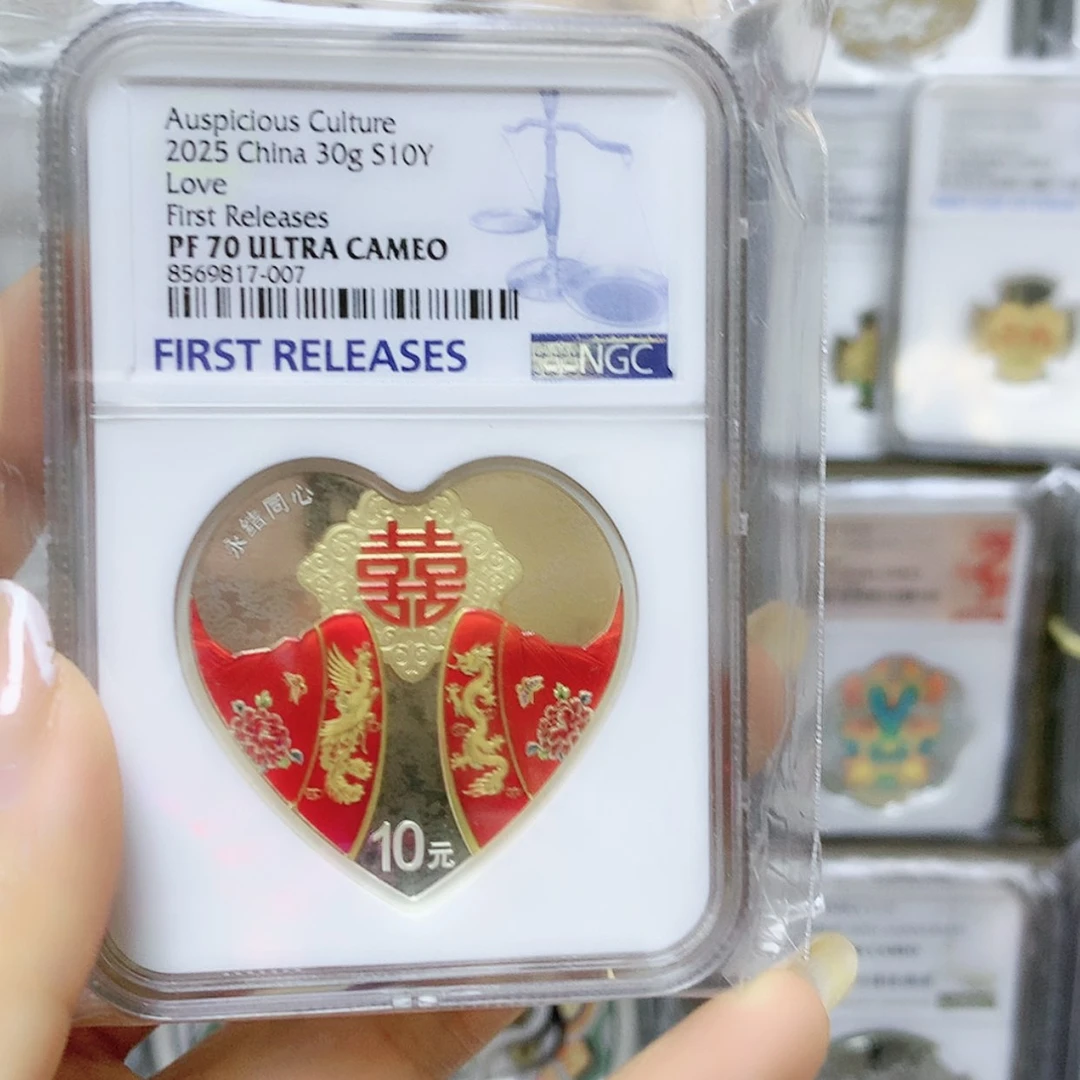 Auspicious Culture
2025 China 30g S10Y
Love
First Releases
PF 70 ULTRA CAMEO
8569817-007
FIRST RELEASES
NGC
永结同心
囍
10元